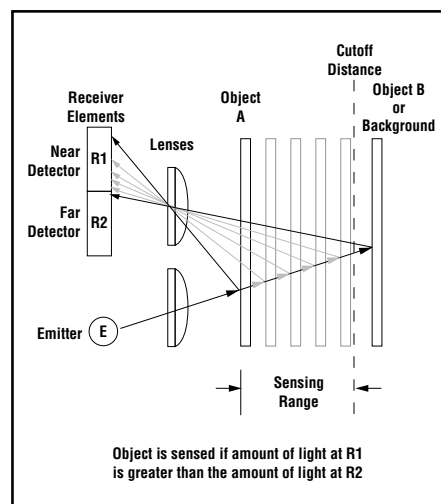 Cutoff
Distance
Receiver
Elements
Object
A
Object B
or
Background
Lenses
Near
Detector
R1
Far
Detector
R2
Emitter
E
Sensing
Range
Object is sensed if amount of light at R1
is greater than the amount of light at R2